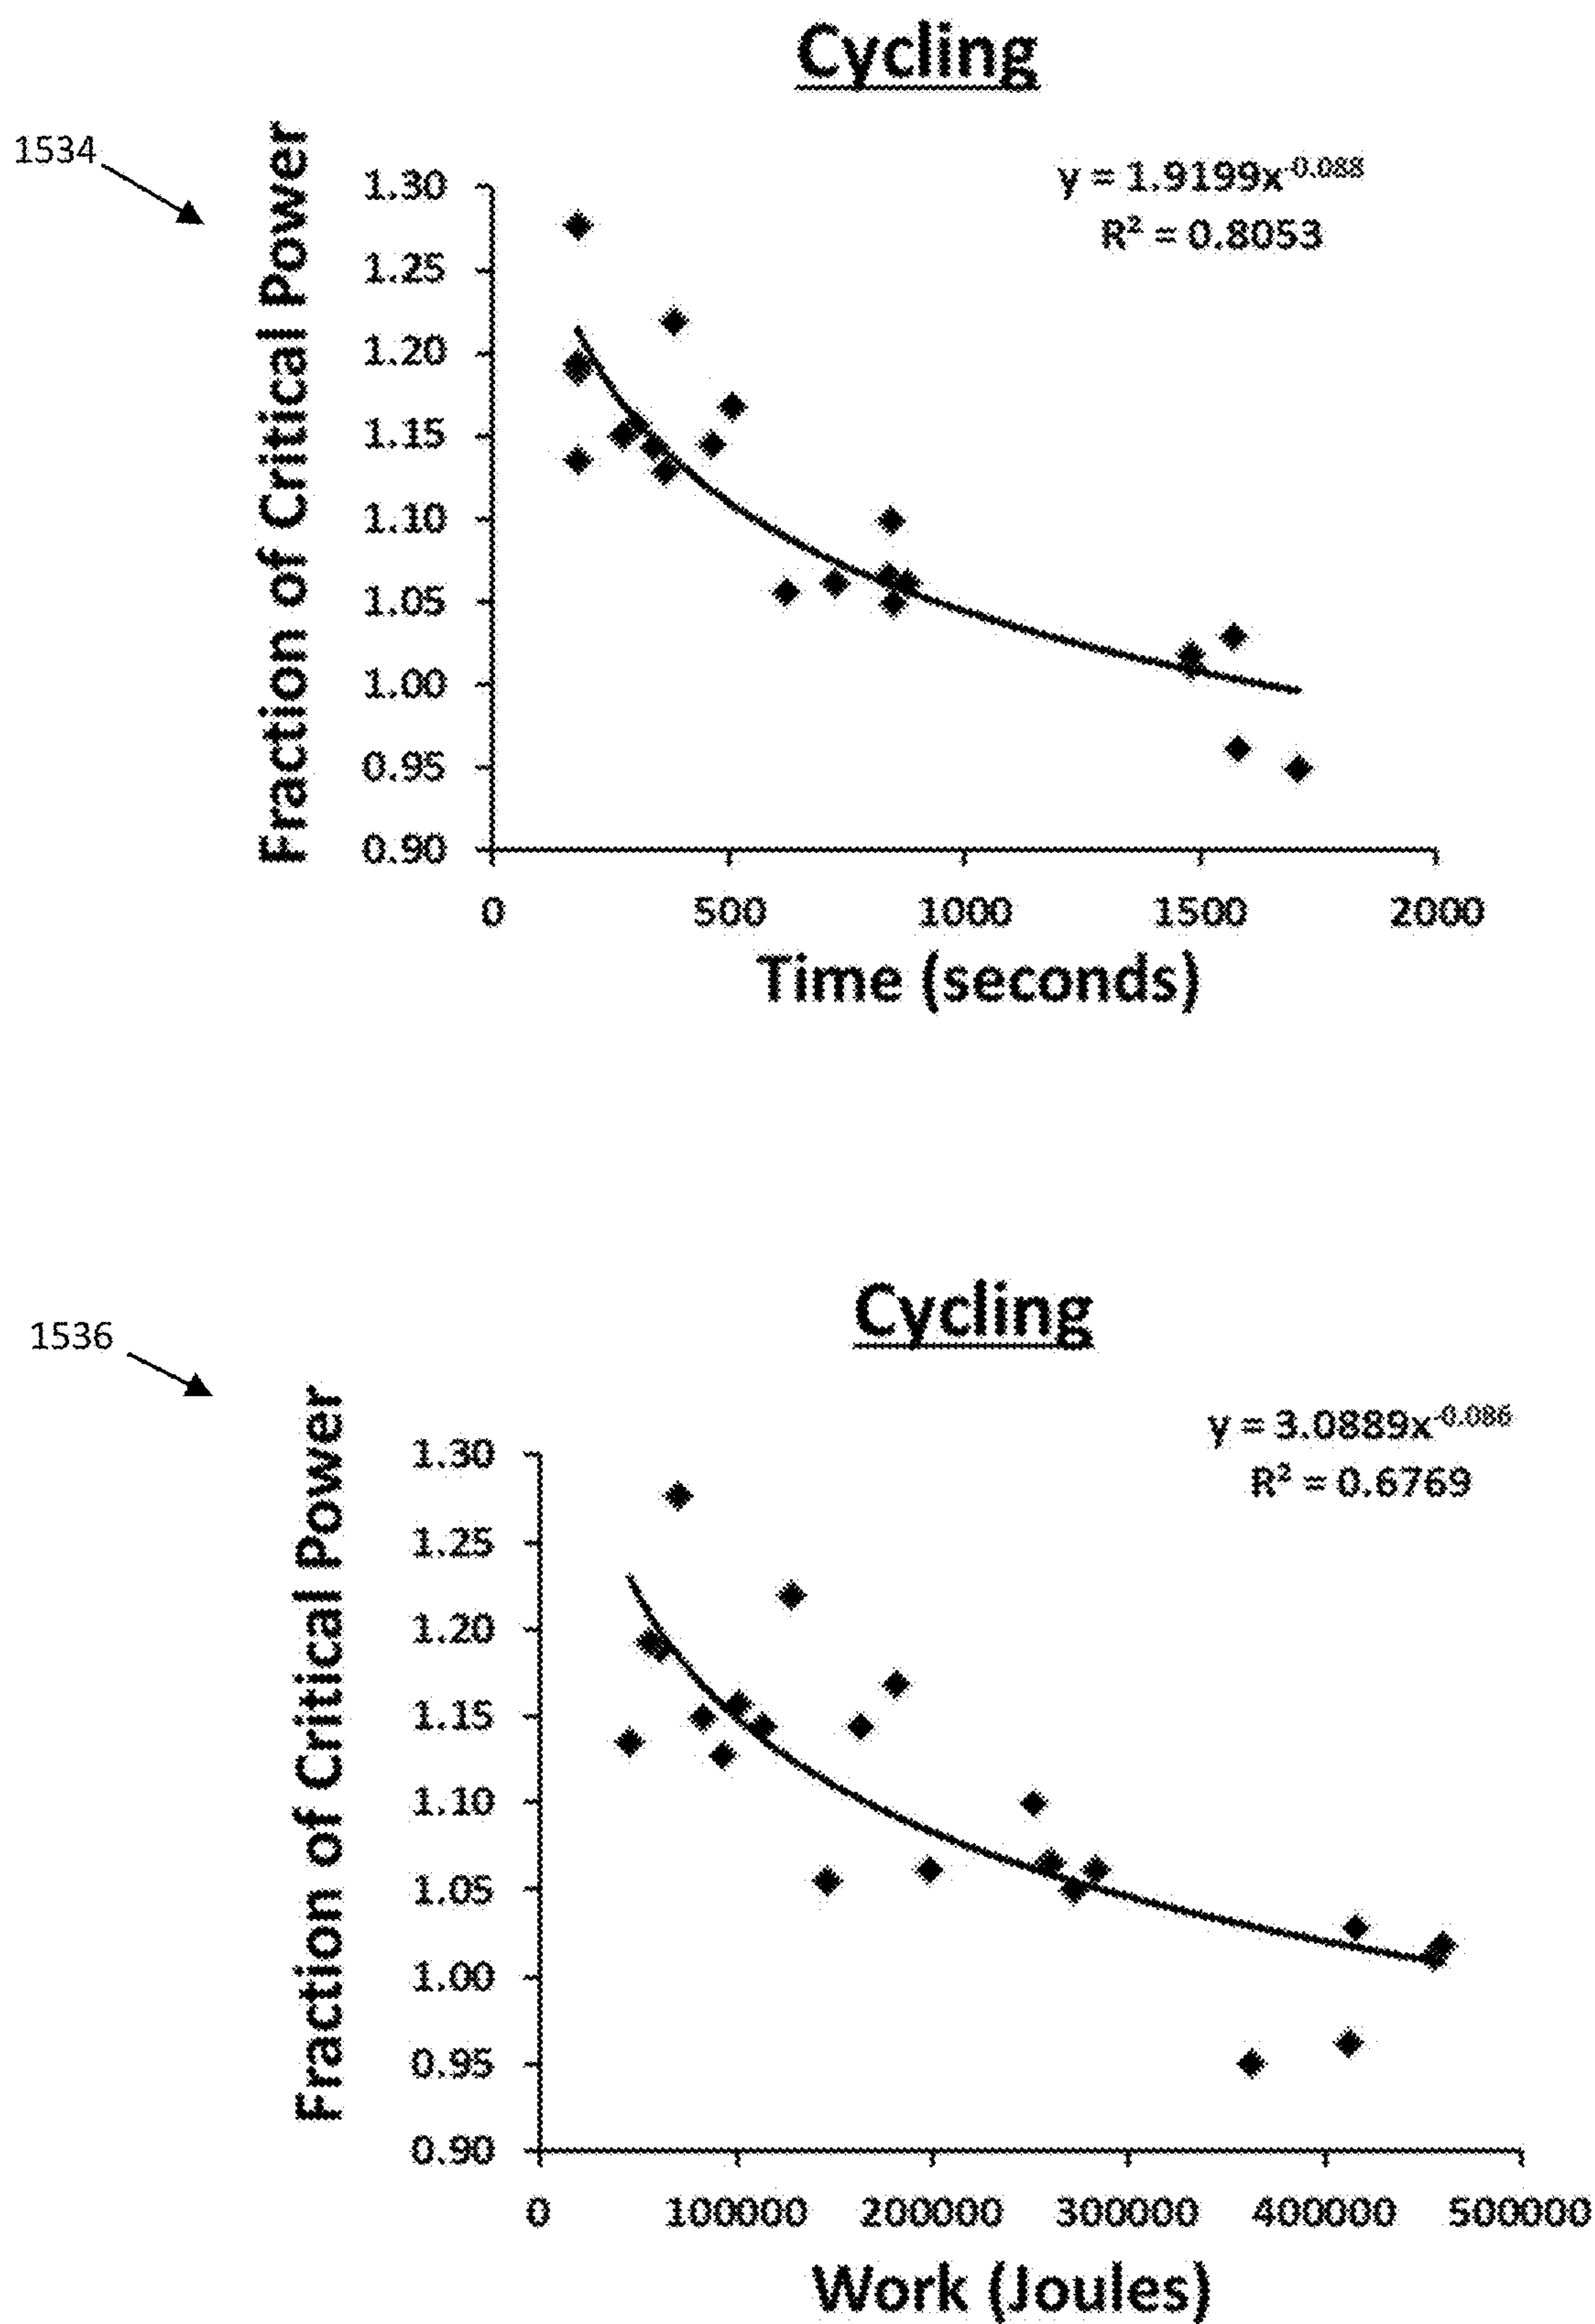 Cycling
1534
y = 1.9199x^-0.088
R² = 0.8053
Fraction of Critical Power
1.30
1.25
1.20
1.15
1.10
1.05
1.00
0.95
0.90
0 500 1000 1500 2000
Time (seconds)
Cycling
1536
y = 3.0889x^-0.086
R² = 0.6769
Fraction of Critical Power
1.30
1.25
1.20
1.15
1.10
1.05
1.00
0.95
0.90
0 100000 200000 300000 400000 500000
Work (Joules)